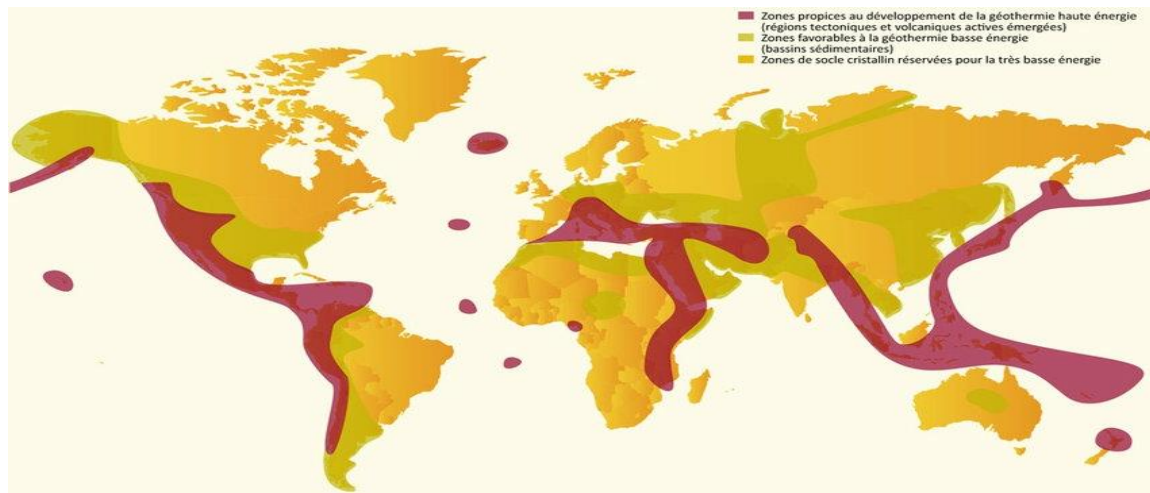 Zones propices au développement de la géothermie haute énergie
(régions tectoniques et volcaniques actives émergées)
Zones favorables à la géothermie basse énergie
(bassins sédimentaires)
Zones de socle cristallin réservées pour la très basse énergie